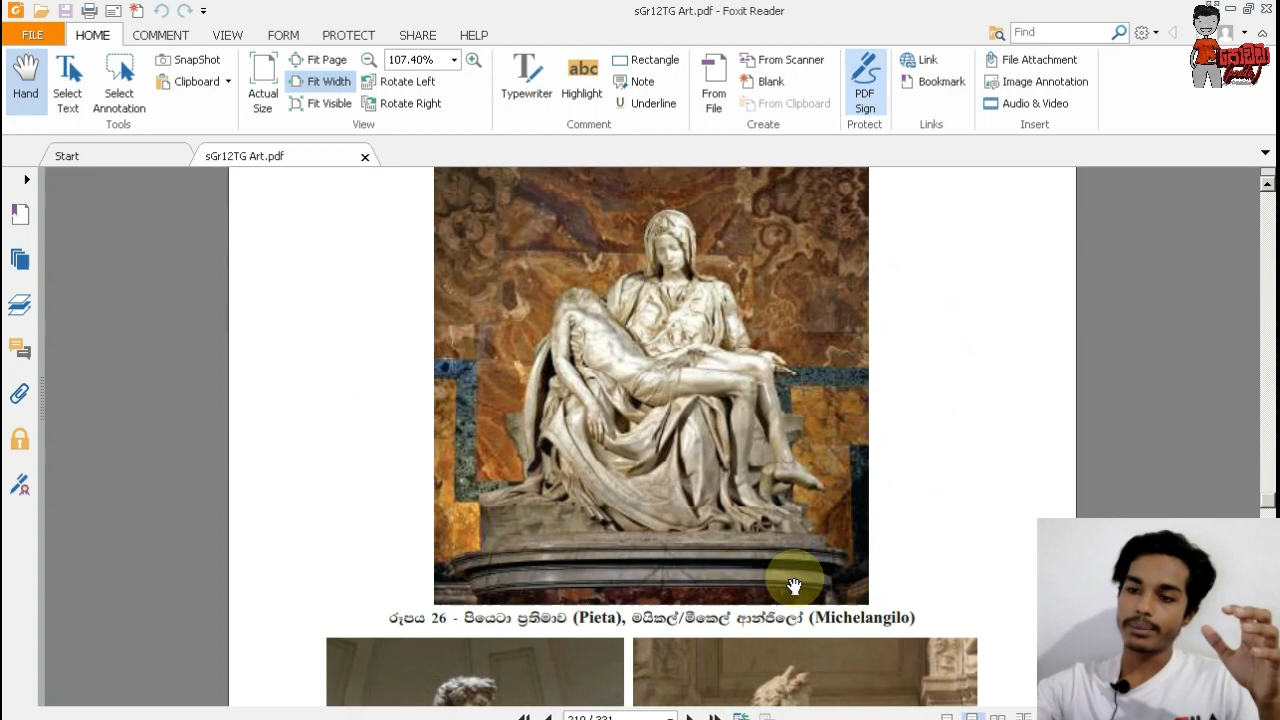 sGr12TG Art.pdf - Foxit Reader
FILE HOME COMMENT VIEW FORM PROTECT SHARE HELP
Find
Hand
Select Text
Select Annotation
SnapShot
Clipboard
Tools
Actual Size
Fit Page
Fit Width
Fit Visible
107.40%
Rotate Left
Rotate Right
View
Typewriter
Highlight
Rectangle
Note
Underline
Comment
From File
From Scanner
Blank
From Clipboard
Create
PDF Sign
Protect
Link
Bookmark
Links
File Attachment
Image Annotation
Audio & Video
Insert
Start
sGr12TG Art.pdf
රූපය 26 - පියෙටා ප්‍රතිමාව (Pieta), මයිකල්/මීකෙල් ආන්ජිලෝ (Michelangilo)